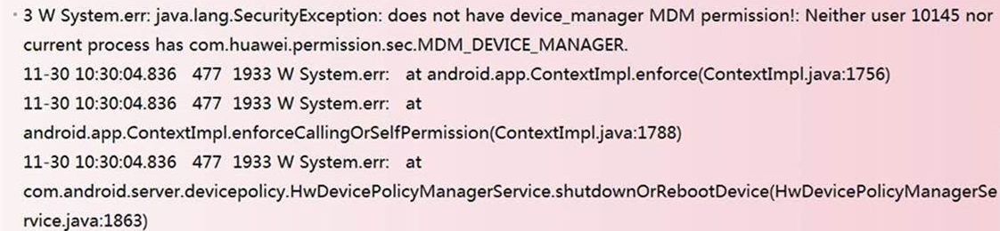 3 W System.err: java.lang.SecurityException: does not have device_manager MDM permission!: Neither user 10145 nor
current process has com.huawei.permission.sec.MDM_DEVICE_MANAGER.
11-30 10:30:04.836 477 1933 W System.err: at android.app.ContextImpl.enforce(ContextImpl.java:1756)
11-30 10:30:04.836 477 1933 W System.err: at
android.app.ContextImpl.enforceCallingOrSelfPermission(ContextImpl.java:1788)
11-30 10:30:04.836 477 1933 W System.err: at
com.android.server.devicepolicy.HwDevicePolicyManagerService.shutdownOrRebootDevice(HwDevicePolicyManagerSe
rvice.java:1863)